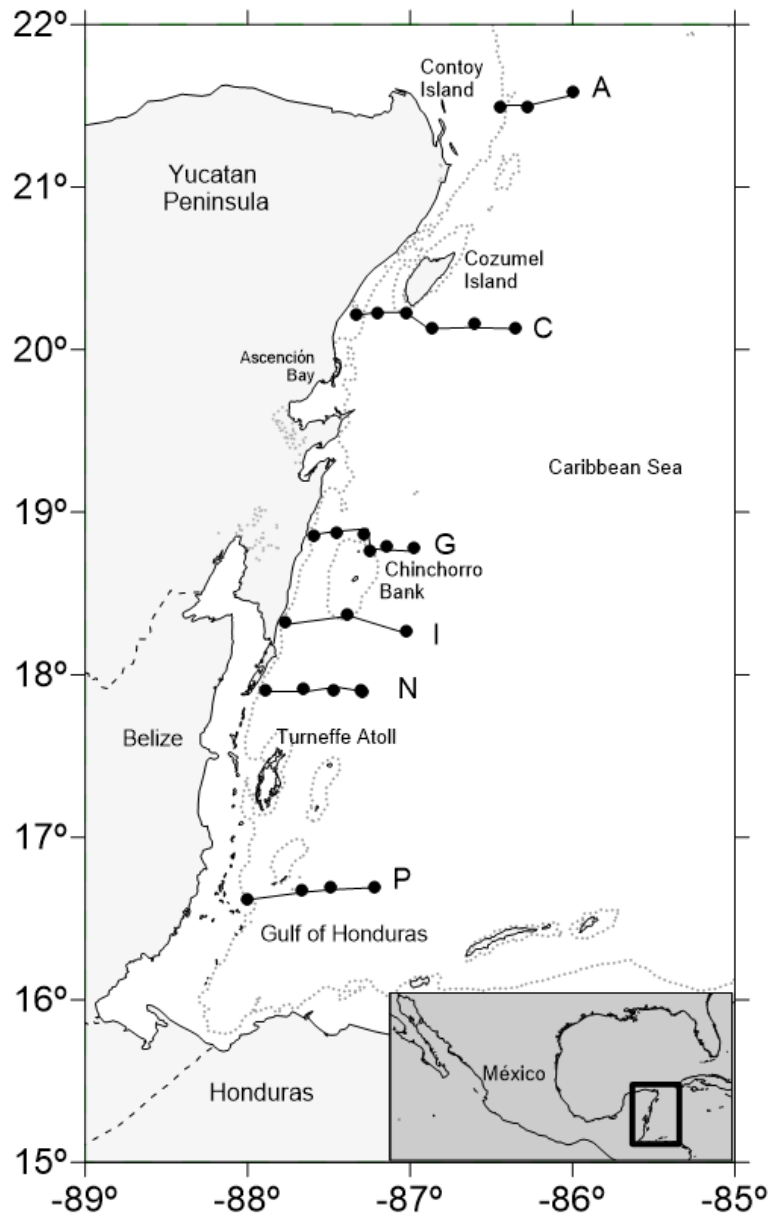 22º
Contoy
Island
A
Yucatan
Peninsula
21º
Cozumel
Island
C
20º
Ascención
Bay
Caribbean Sea
19º
G
Chinchorro
Bank
I
18º
N
Belize
Turneffe Atoll
17º
P
Gulf of Honduras
16º
México
Honduras
15º
-89º
-88º
-87º
-86º
-85º